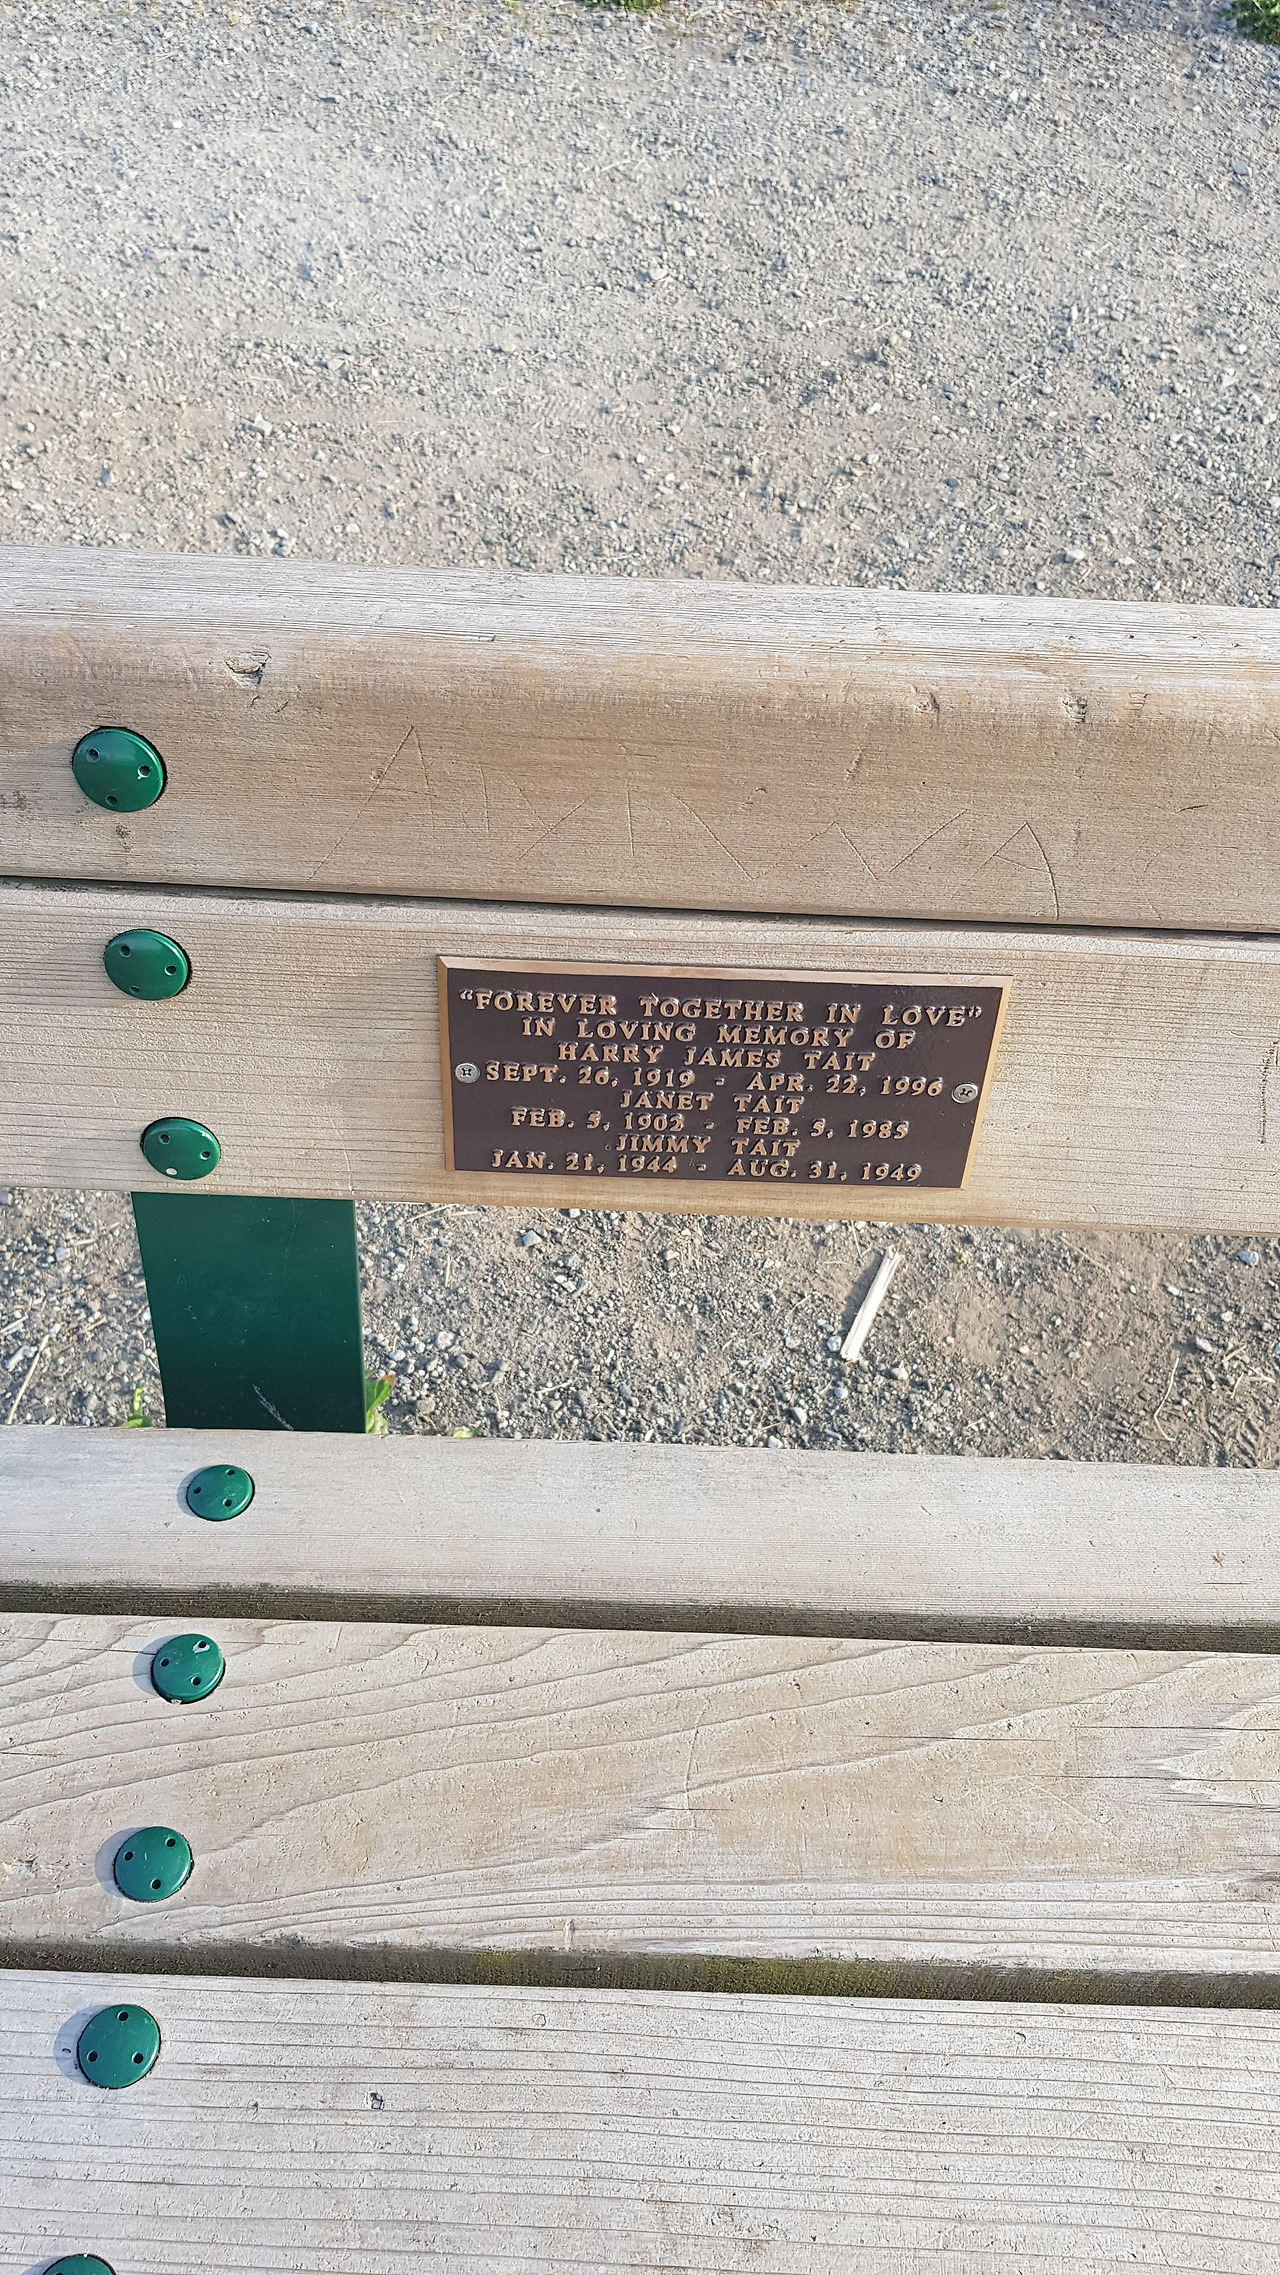 “FOREVER TOGETHER IN LOVE”
IN LOVING MEMORY OF
HARRY JAMES TAIT
SEPT. 26, 1919 - APR. 22, 1996
JANET TAIT
FEB. 5, 1902 - FEB. 5, 1985
JIMMY TAIT
JAN. 21, 1944 - AUG. 31, 1949